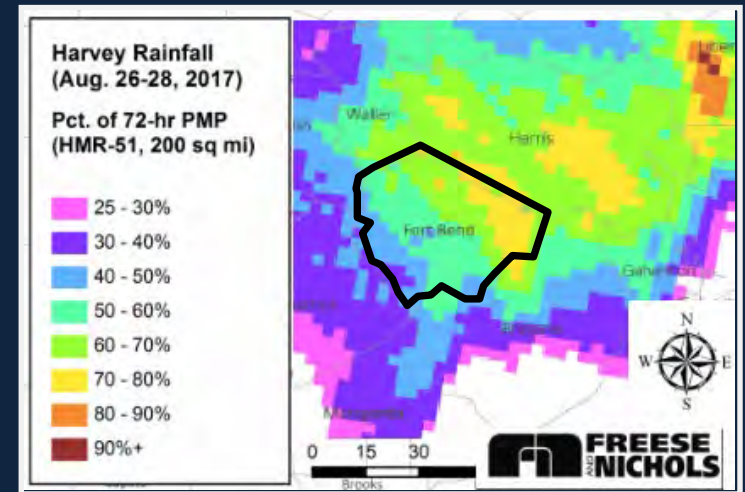 Harvey Rainfall
(Aug. 26-28, 2017)
Pct. of 72-hr PMP
(HMR-51, 200 sq mi)
25 - 30%
30 - 40%
40 - 50%
50 - 60%
60 - 70%
70 - 80%
80 - 90%
90%+
Waller
Harris
Fort Bend
N
W E
S
0 15 30
FREESE
AND
NICHOLS
Brooks